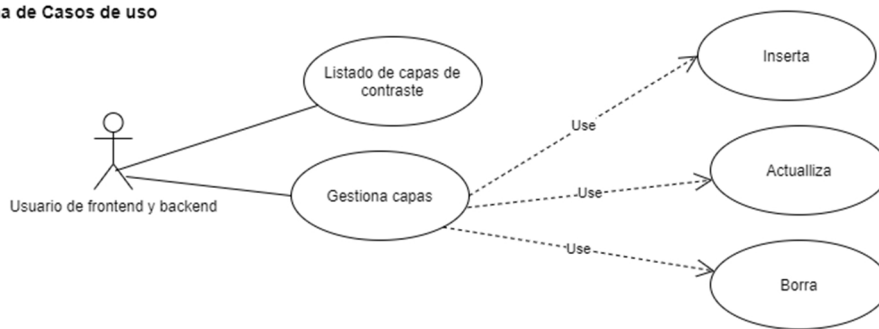 a de Casos de uso
Listado de capas de
contraste
Inserta
Use
Usuario de frontend y backend
Gestiona capas
Use
Actualliza
Use
Borra